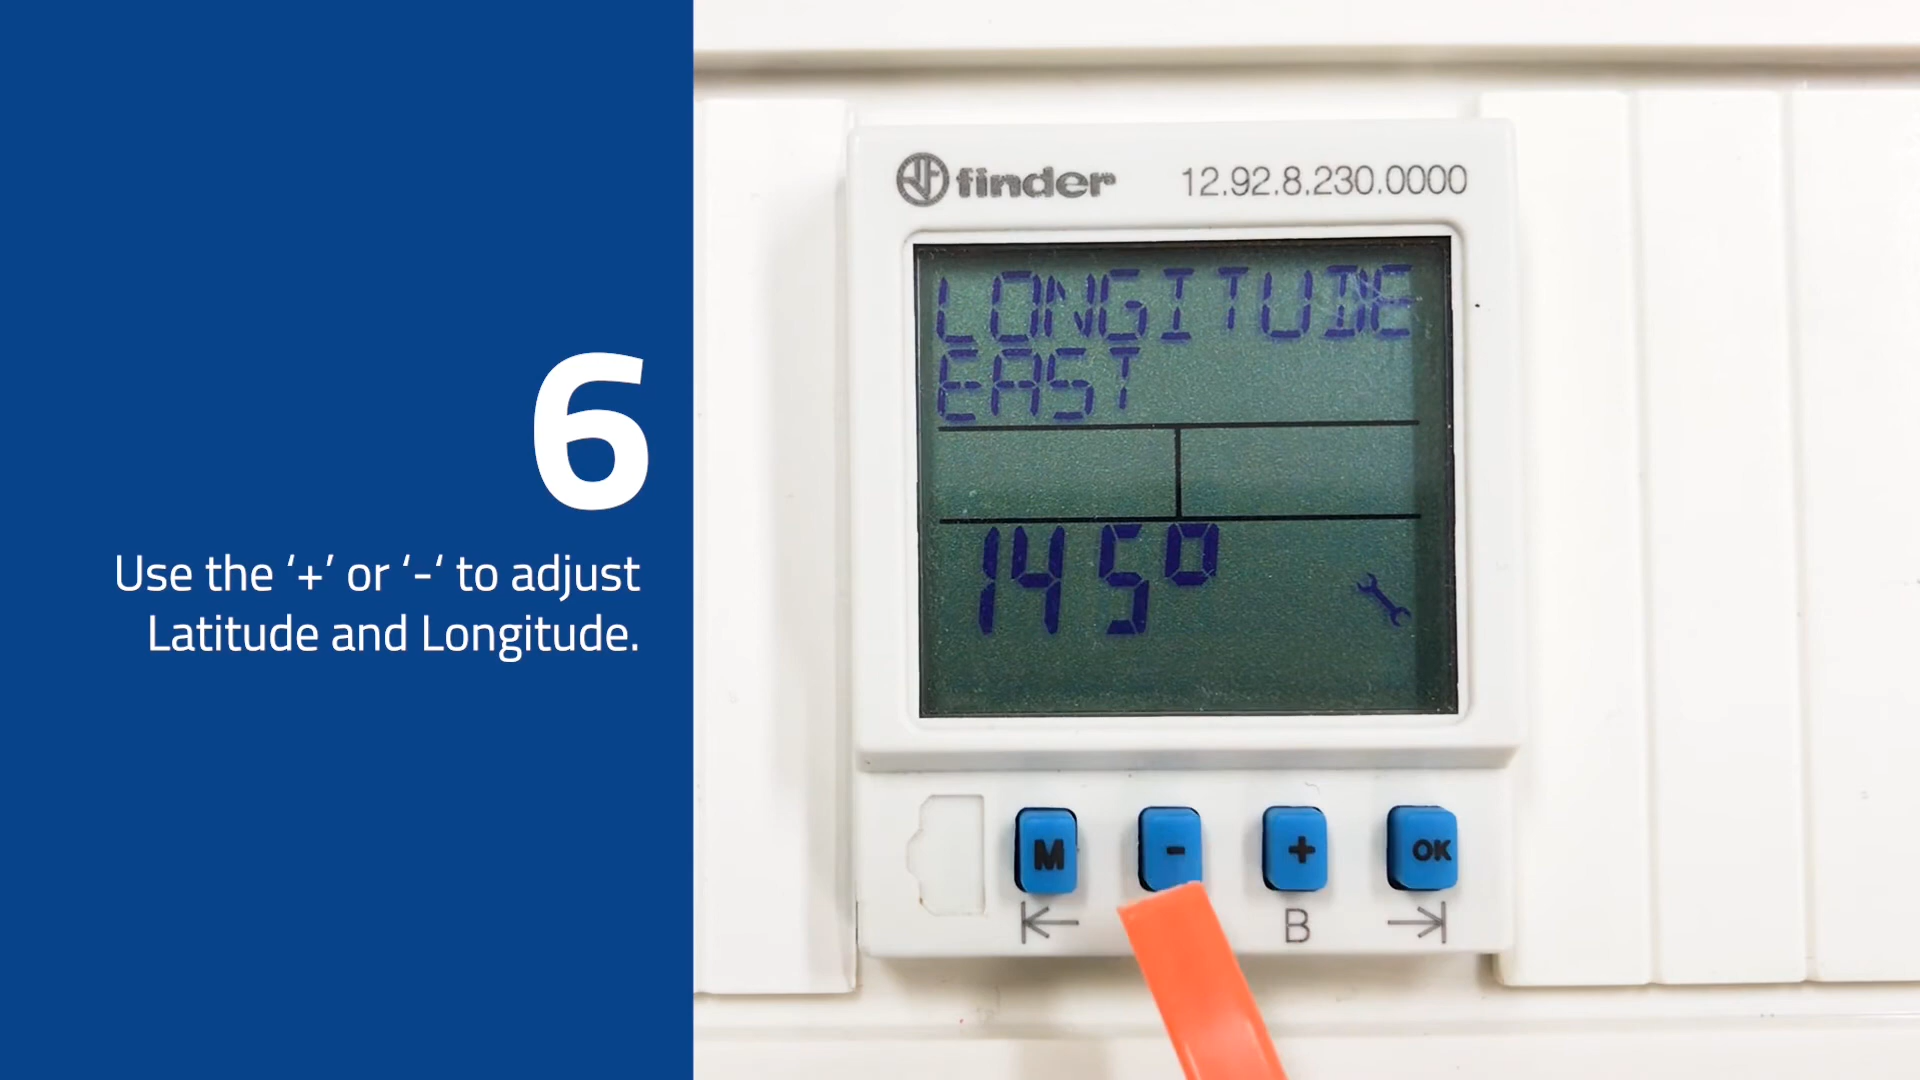 6
Use the ‘+’ or ‘-‘ to adjust
Latitude and Longitude.
finder 12.92.8.230.0000
LONGITUDE
EAST
145°
M - + OK
B